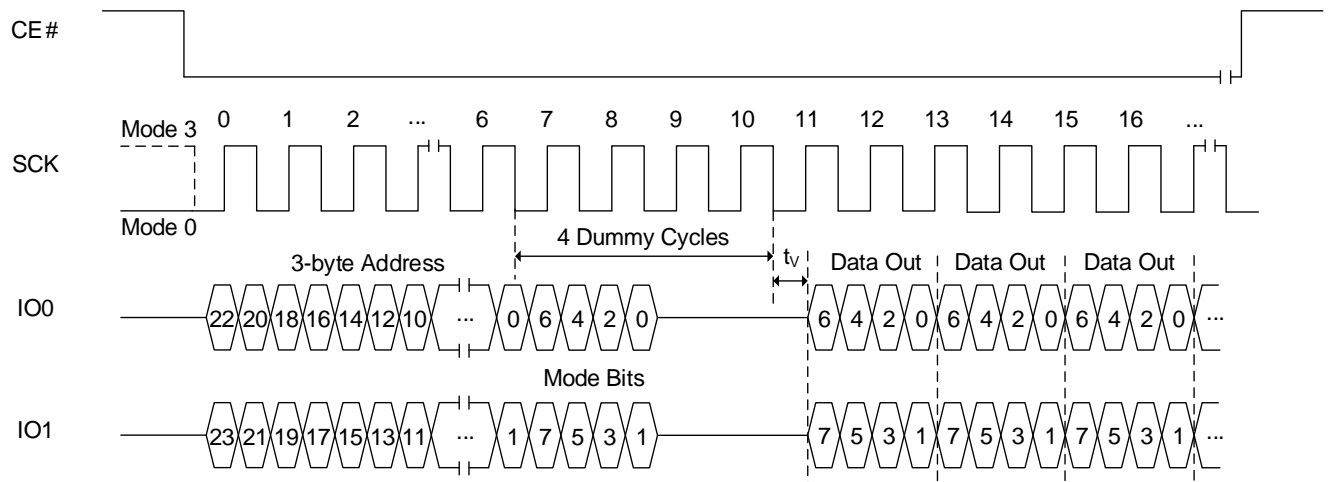 CE#
Mode 3
0 1 2 ... 6 7 8 9 10 11 12 13 14 15 16 ...
SCK
Mode 0
4 Dummy Cycles
3-byte Address
tV
Data Out Data Out Data Out
IO0
22 20 18 16 14 12 10 ... 0 6 4 2 0 6 4 2 0 6 4 2 0 6 4 2 0 ...
Mode Bits
IO1
23 21 19 17 15 13 11 ... 1 7 5 3 1 7 5 3 1 7 5 3 1 7 5 3 1 ...